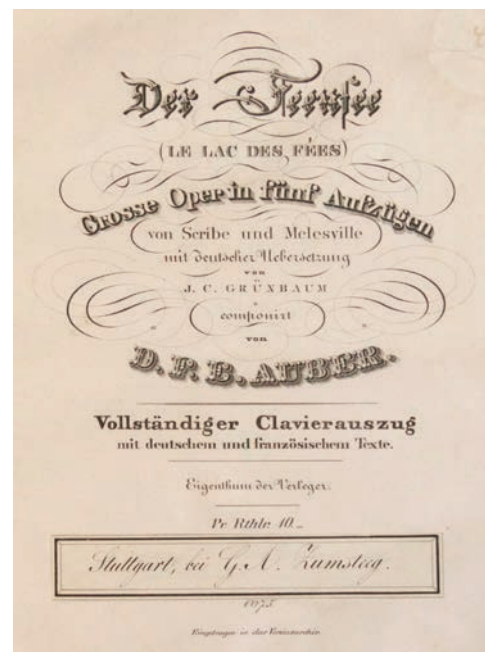 Der Feensee
(LE LAC DES FÉES)
Grosse Oper in fünf Aufzügen
von Scribe und Melesville
mit deutscher Uebersetzung
von
J. C. GRÜNBAUM
componirt
von
D. F. E. AUBER.
Vollständiger Clavierauszug
mit deutschem und französischem Texte.
Eigenthum der Verleger.
Pr. Rthlr. 10._
Stuttgart, bei G. A. Zumsteeg.
Eingetragen in das Vereinsarchiv.